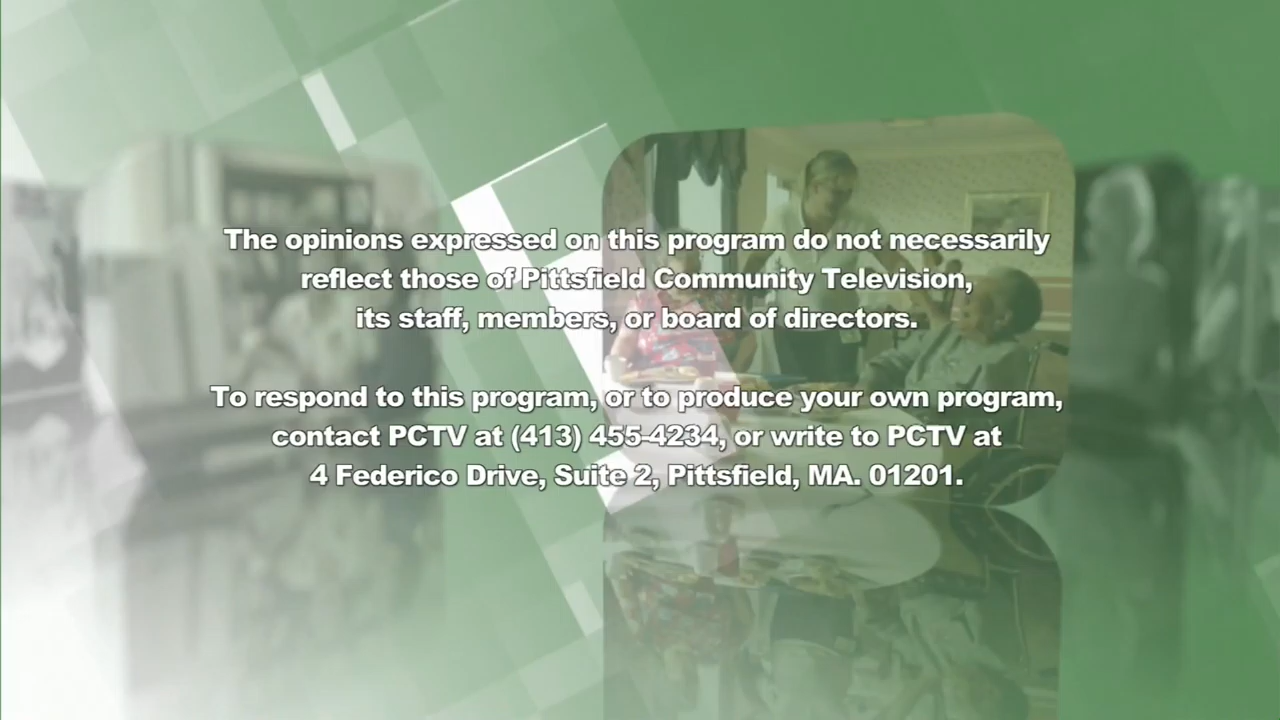 The opinions expressed on this program do not necessarily
reflect those of Pittsfield Community Television,
its staff, members, or board of directors.
To respond to this program, or to produce your own program,
contact PCTV at (413) 455-4234, or write to PCTV at
4 Federico Drive, Suite 2, Pittsfield, MA. 01201.